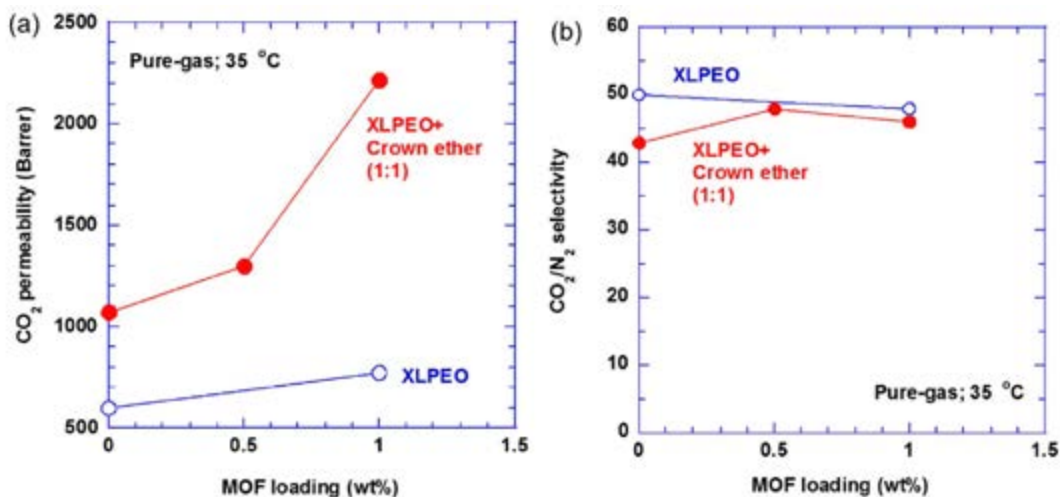 (a)
2500
2000
1500
1000
500
0
0.5
1
1.5
CO2 permeability (Barrer)
MOF loading (wt%)
Pure-gas; 35 °C
XLPEO+
Crown ether
(1:1)
XLPEO
(b)
60
50
40
30
20
10
0
0
0.5
1
1.5
CO2/N2 selectivity
MOF loading (wt%)
XLPEO
XLPEO+
Crown ether
(1:1)
Pure-gas; 35 °C